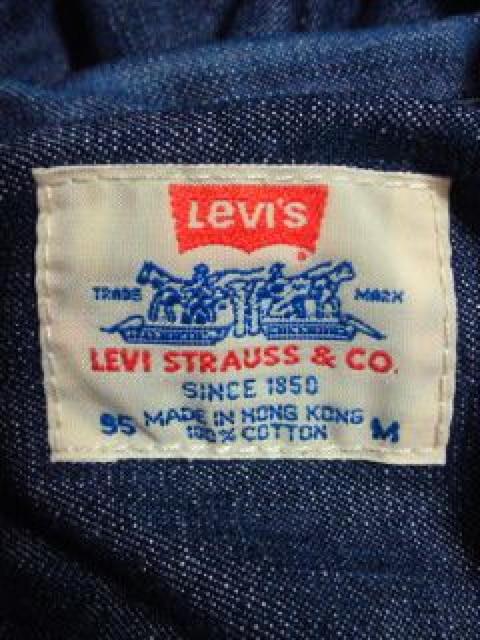 Levi's
®
TRADE MARK
LEVI STRAUSS & CO.
SINCE 1850
95 MADE IN HONG KONG M
100% COTTON